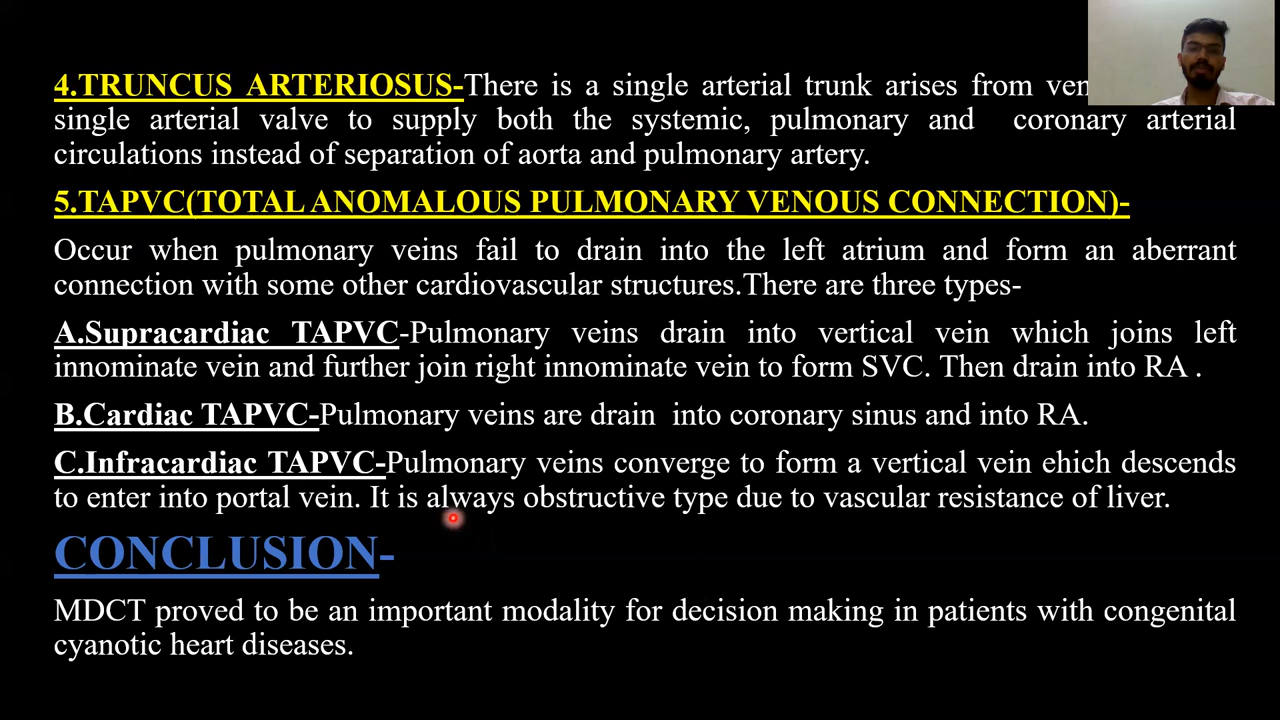 4.TRUNCUS ARTERIOSUS-There is a single arterial trunk arises from
single arterial valve to supply both the systemic, pulmonary and coronary arterial
circulations instead of separation of aorta and pulmonary artery.
5.TAPVC(TOTAL ANOMALOUS PULMONARY VENOUS CONNECTION)-
Occur when pulmonary veins fail to drain into the left atrium and form an aberrant
connection with some other cardiovascular structures.There are three types-
A.Supracardiac TAPVC-Pulmonary veins drain into vertical vein which joins left
innominate vein and further join right innominate vein to form SVC. Then drain into RA .
B.Cardiac TAPVC-Pulmonary veins are drain into coronary sinus and into RA.
C.Infracardiac TAPVC-Pulmonary veins converge to form a vertical vein ehich descends
to enter into portal vein. It is always obstructive type due to vascular resistance of liver.
CONCLUSION-
MDCT proved to be an important modality for decision making in patients with congenital
cyanotic heart diseases.